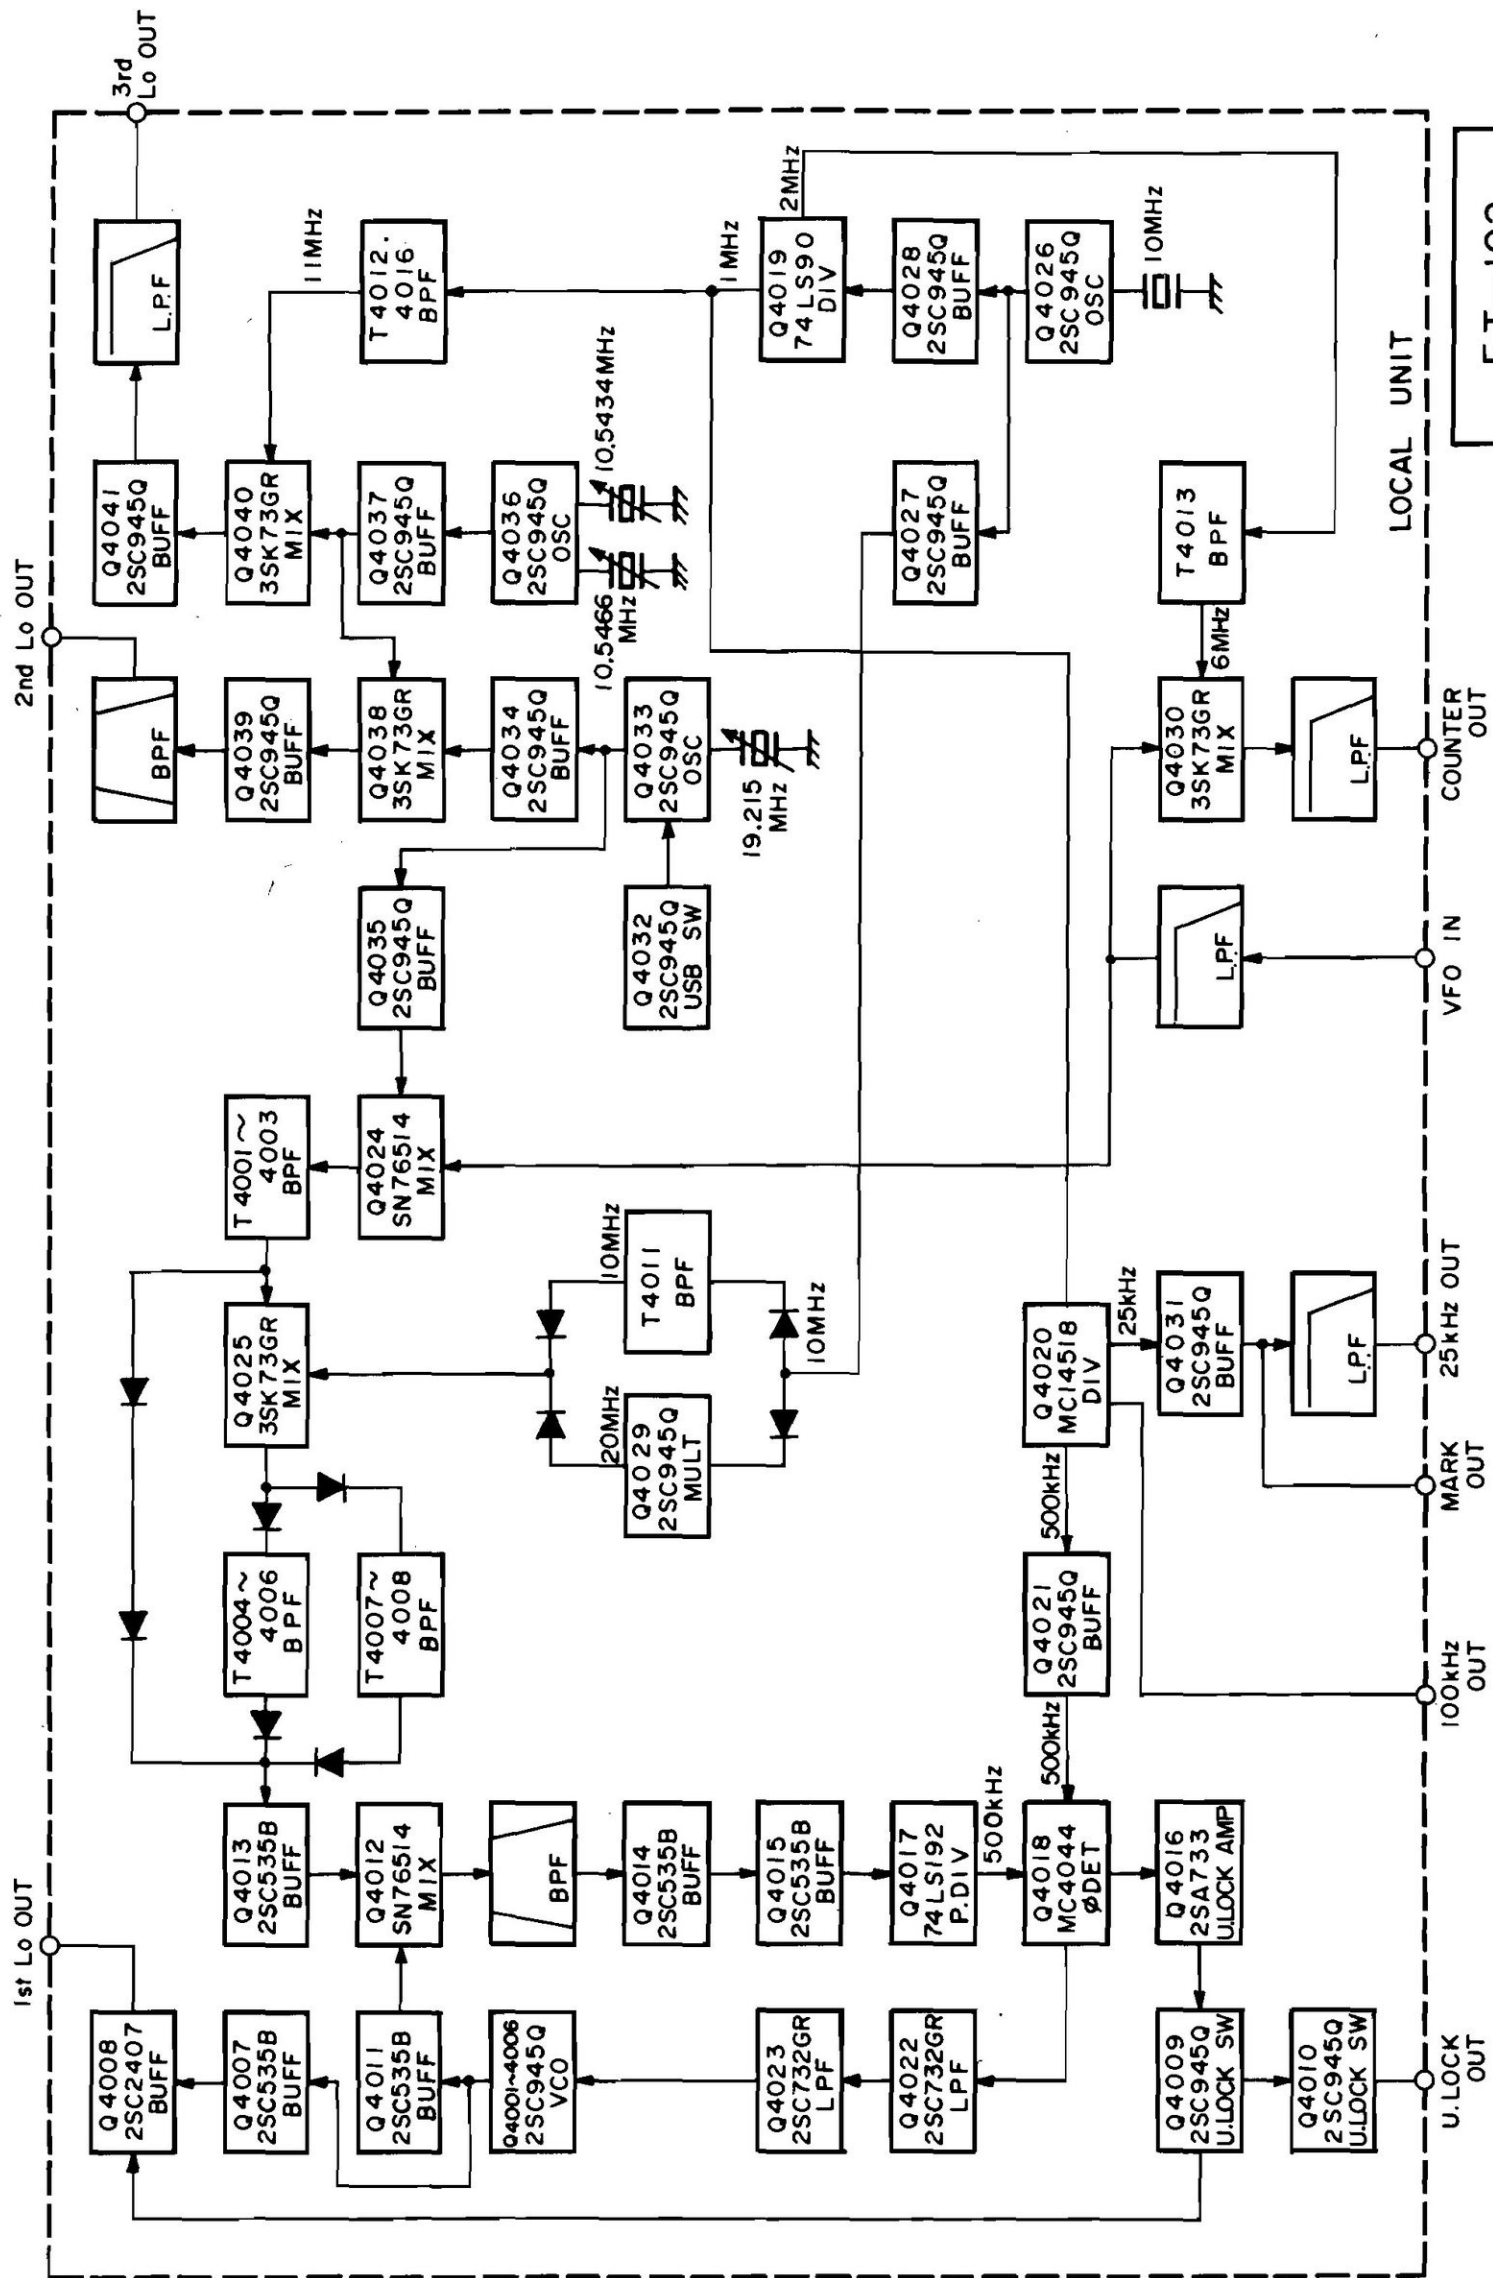 1st Lo OUT
2nd Lo OUT
3rd
Lo OUT
Q4008
2SC2407
BUFF
Q4007
2SC535B
BUFF
Q4011
2SC535B
BUFF
Q4001~4006
2SC945Q
VCO
Q4023
2SC732GR
LPF
Q4022
2SC732GR
LPF
Q4009
2SC945Q
U.LOCK SW
Q4010
2SC945Q
U.LOCK SW
U.LOCK
OUT
Q4013
2SC535B
BUFF
Q4012
SN76514
MIX
BPF
Q4014
2SC535B
BUFF
Q4015
2SC535B
BUFF
Q4017
74LS192
P.DIV
500kHz
Q4018
MC4044
ØDET
Q4016
2SA733
U.LOCK AMP
500kHz
T4004~
4006
BPF
T4007~
4008
BPF
Q4021
2SC945Q
BUFF
500kHz
100kHz
OUT
Q4025
3SK73GR
MIX
20MHz
Q4029
2SC945Q
MULT
10MHz
T4011
BPF
10MHz
Q4020
MC14518
DIV
25kHz
Q4031
2SC945Q
BUFF
L.P.F
MARK
OUT
25kHz OUT
T4001~
4003
BPF
Q4024
SN76514
MIX
Q4035
2SC945Q
BUFF
Q4032
2SC945Q
USB SW
L.P.F
VFO IN
BPF
Q4039
2SC945Q
BUFF
Q4038
3SK73GR
MIX
Q4034
2SC945Q
BUFF
Q4033
2SC945Q
OSC
19.215
MHz
Q4030
3SK73GR
MIX
6MHz
L.P.F
COUNTER
OUT
Q4041
2SC945Q
BUFF
Q4040
3SK73GR
MIX
Q4037
2SC945Q
BUFF
Q4036
2SC945Q
OSC
10.5466
MHz
10.5434MHz
Q4027
2SC945Q
BUFF
T4013
BPF
L.P.F
11MHz
T4012.
4016
BPF
1MHz
2MHz
Q4019
74LS90
DIV
Q4028
2SC945Q
BUFF
Q4026
2SC945Q
OSC
10MHz
LOCAL UNIT